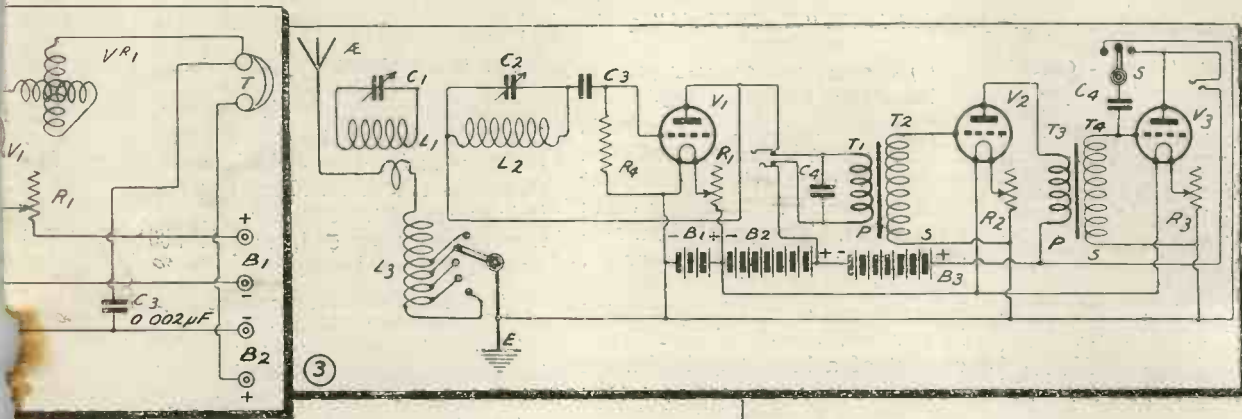 VR1
T
V1
R1
+
B1
-
C3
0.002µF
-
B2
+
Æ
C1
L1
C2
C3
L2
R4
V1
R1
L3
E
3
C4
T1
T2
P
S
- B1 +
- B2 +
- B3 +
V2
R2
T3
T4
P
S
S
C4
V3
R3